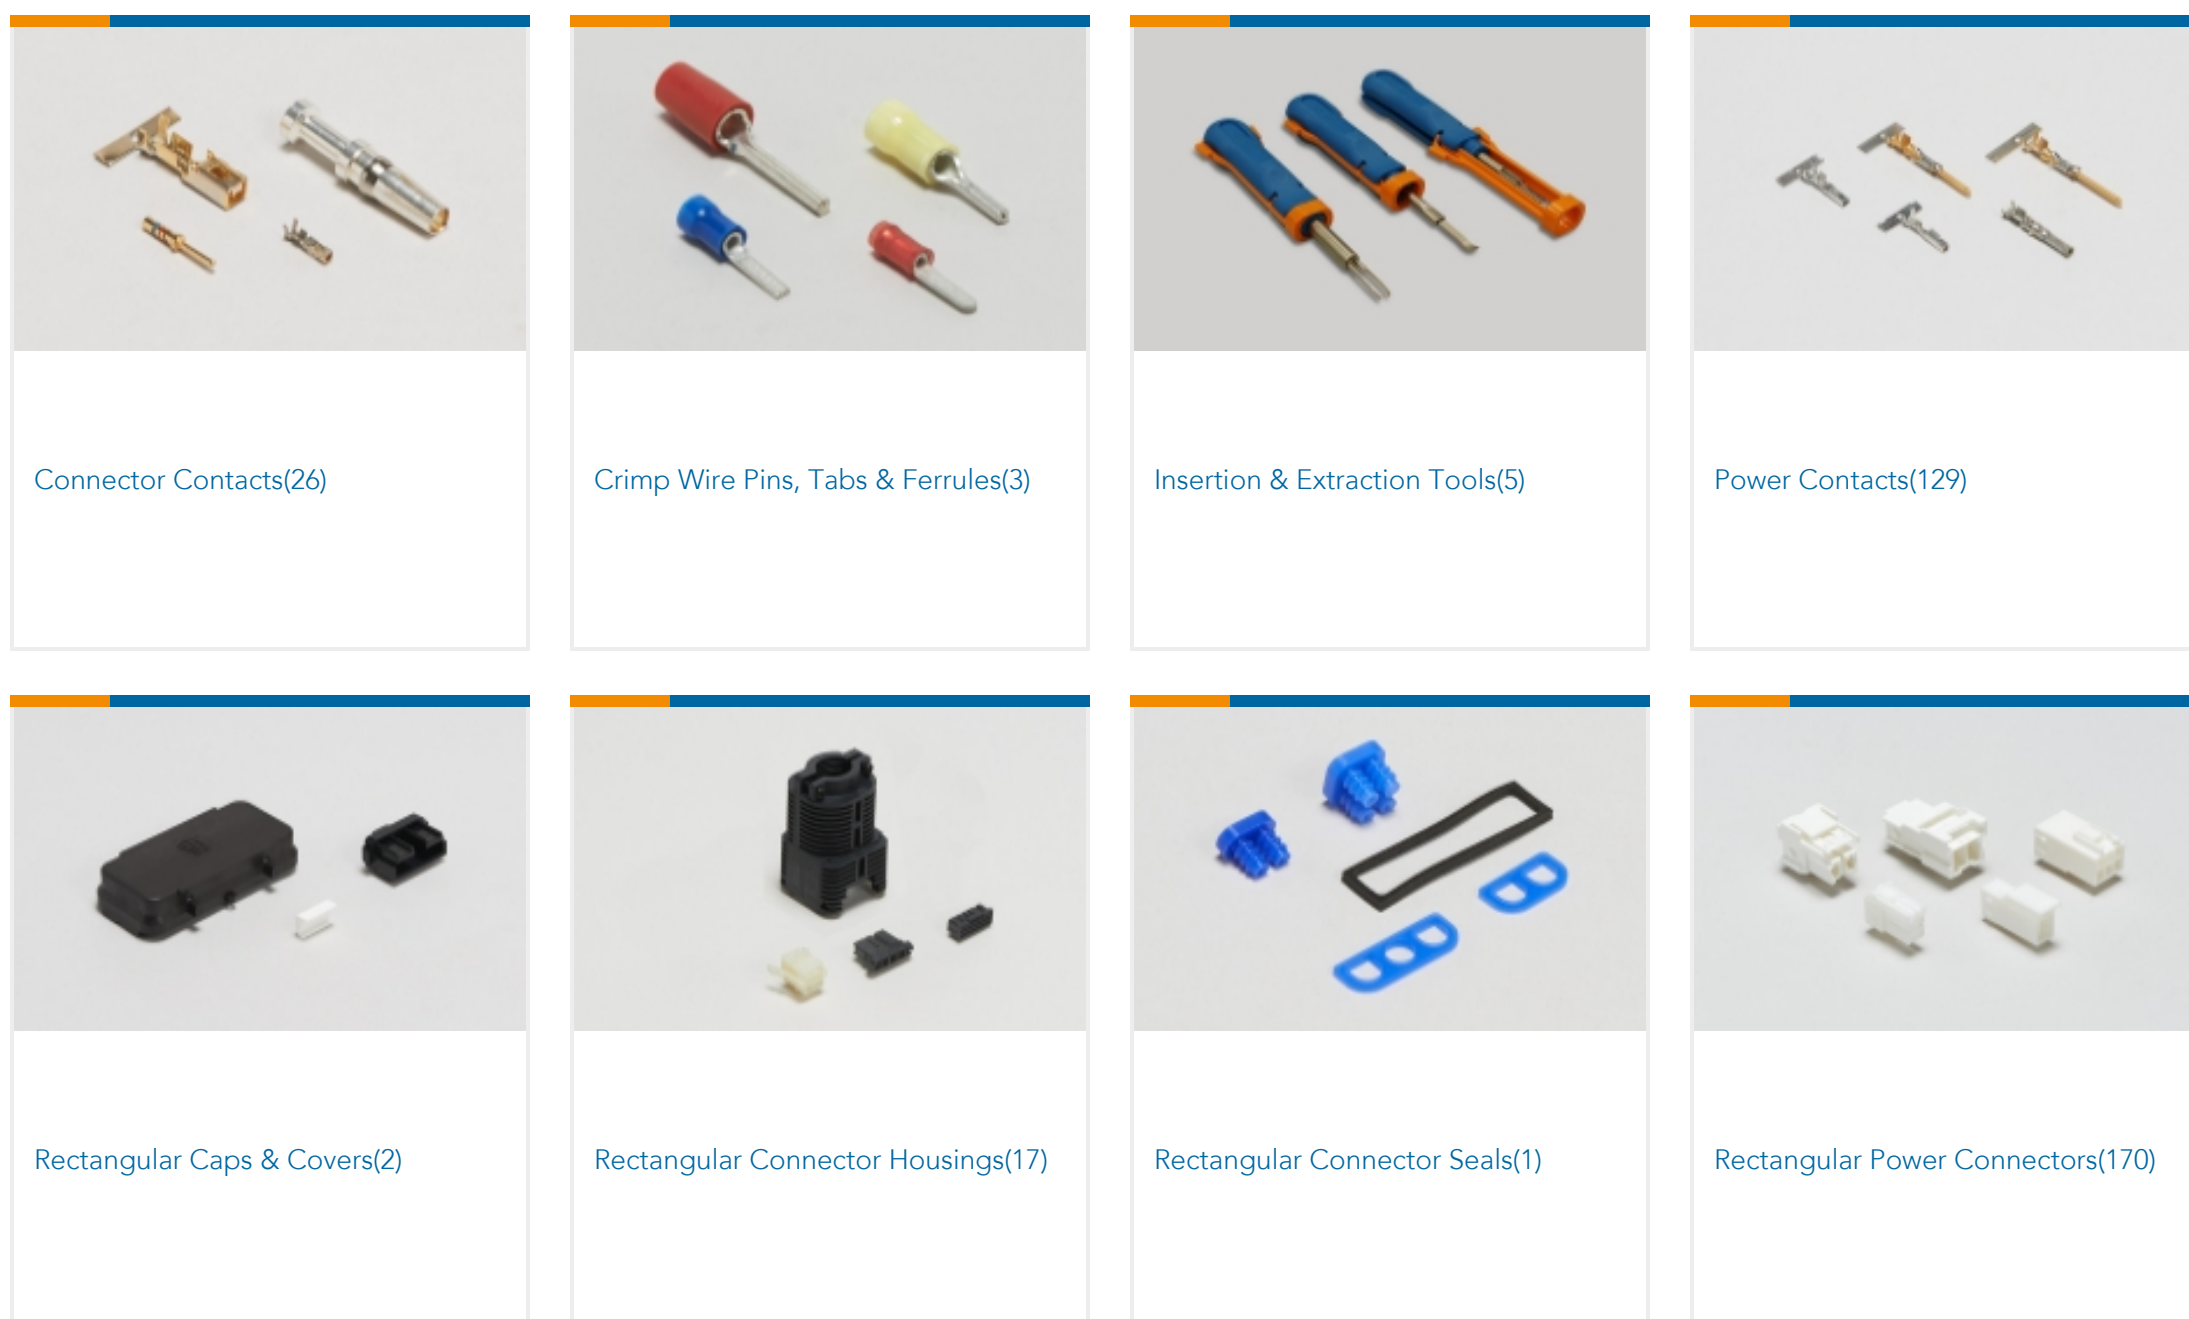 Connector Contacts(26)
Crimp Wire Pins, Tabs & Ferrules(3)
Insertion & Extraction Tools(5)
Power Contacts(129)
Rectangular Caps & Covers(2)
Rectangular Connector Housings(17)
Rectangular Connector Seals(1)
Rectangular Power Connectors(170)